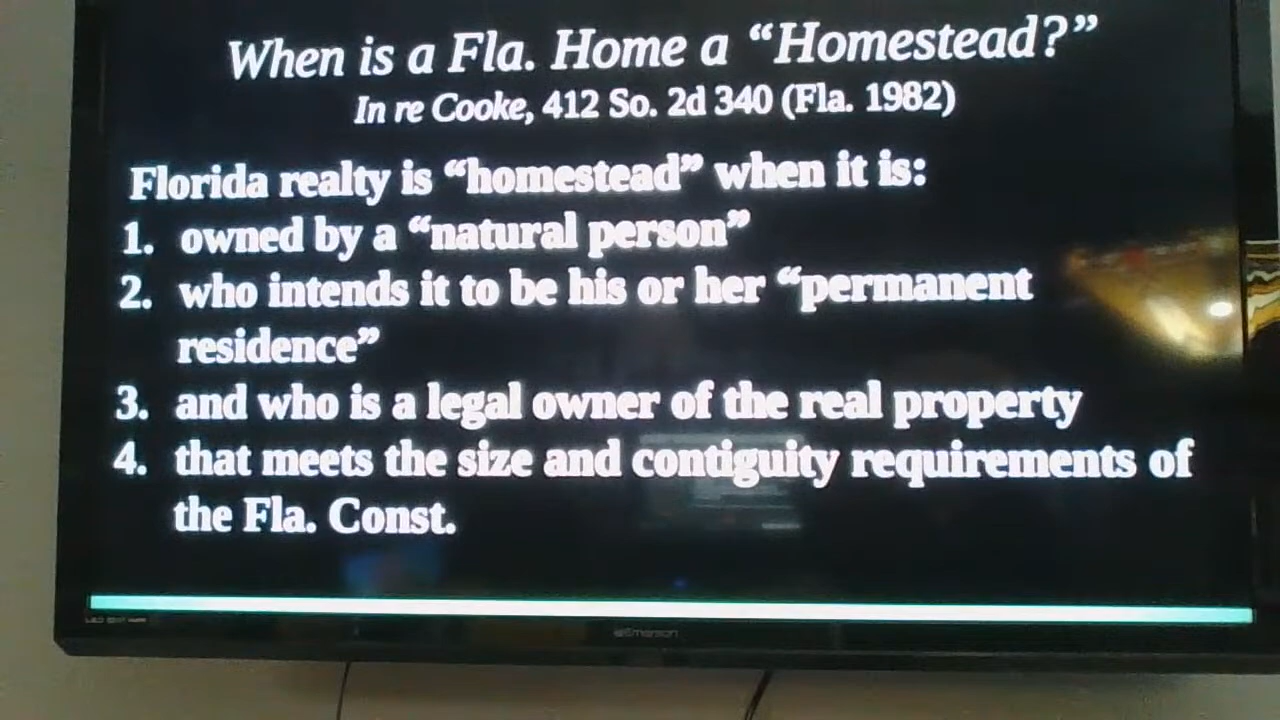 When is a Fla. Home a “Homestead?”
In re Cooke, 412 So. 2d 340 (Fla. 1982)
Florida realty is “homestead” when it is:
1. owned by a “natural person”
2. who intends it to be his or her “permanent
residence”
3. and who is a legal owner of the real property
4. that meets the size and contiguity requirements of
the Fla. Const.
Emerson